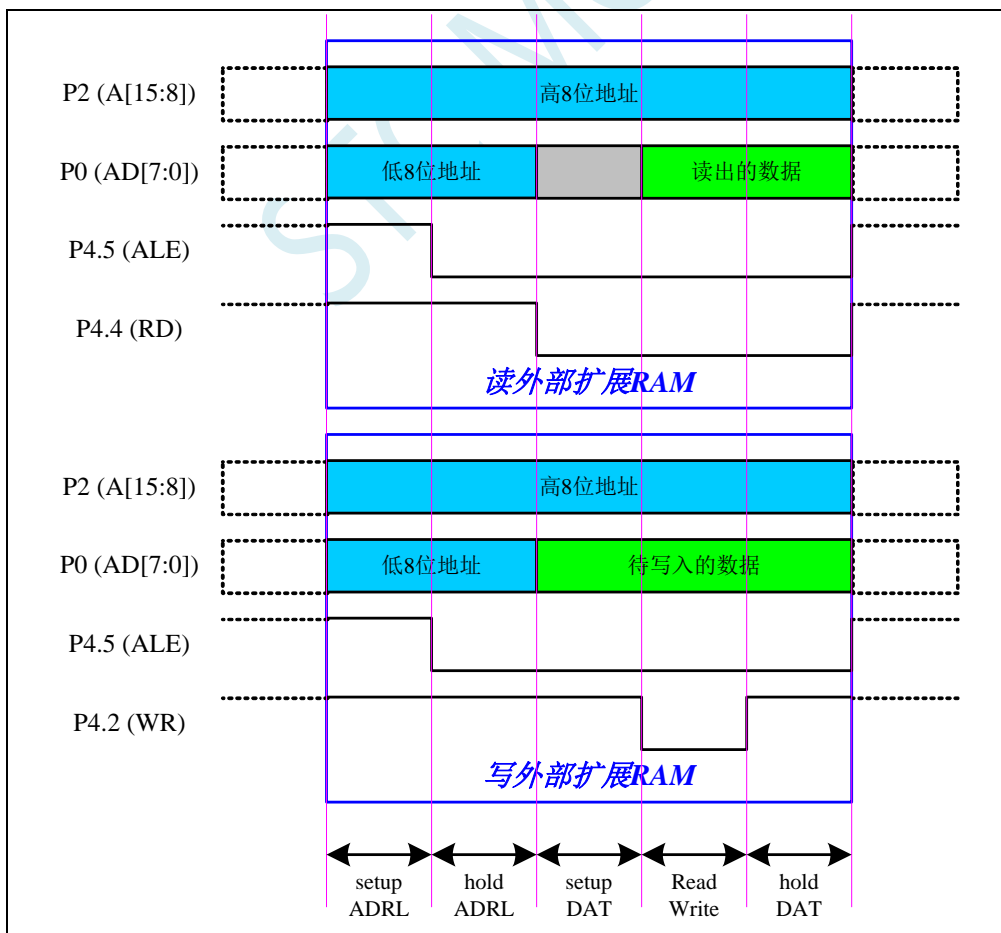 P2 (A[15:8])
高8位地址
P0 (AD[7:0])
低8位地址
读出的数据
P4.5 (ALE)
P4.4 (RD)
读外部扩展RAM
P2 (A[15:8])
高8位地址
P0 (AD[7:0])
低8位地址
待写入的数据
P4.5 (ALE)
P4.2 (WR)
写外部扩展RAM
setup
ADRL
hold
ADRL
setup
DAT
Read
Write
hold
DAT